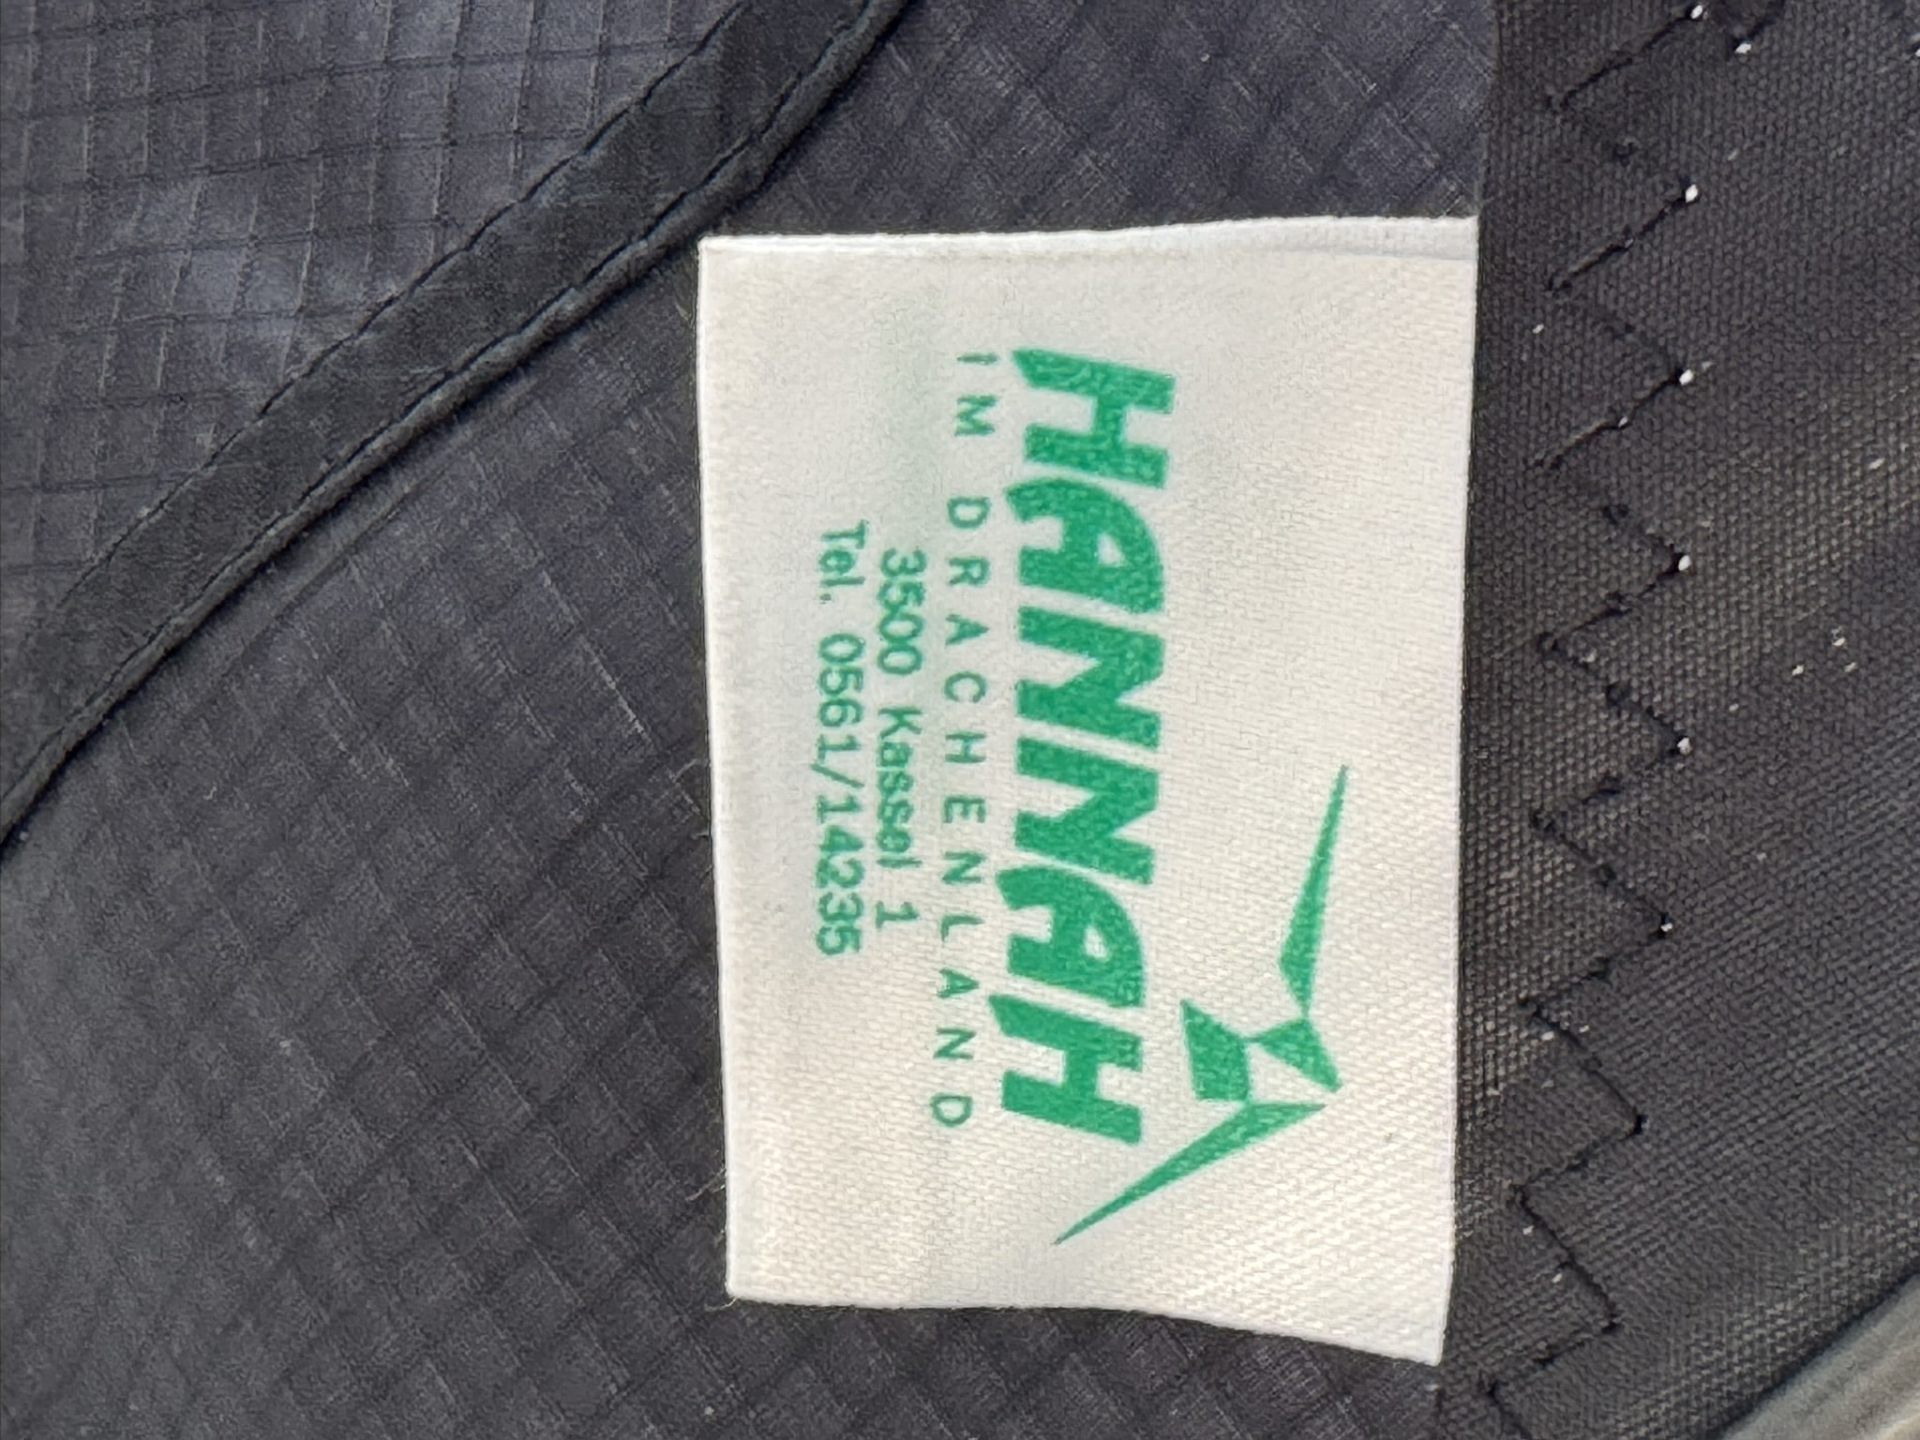 HANNAH
IM DRACHENLAND
3500 Kassel 1
Tel. 0561/14235